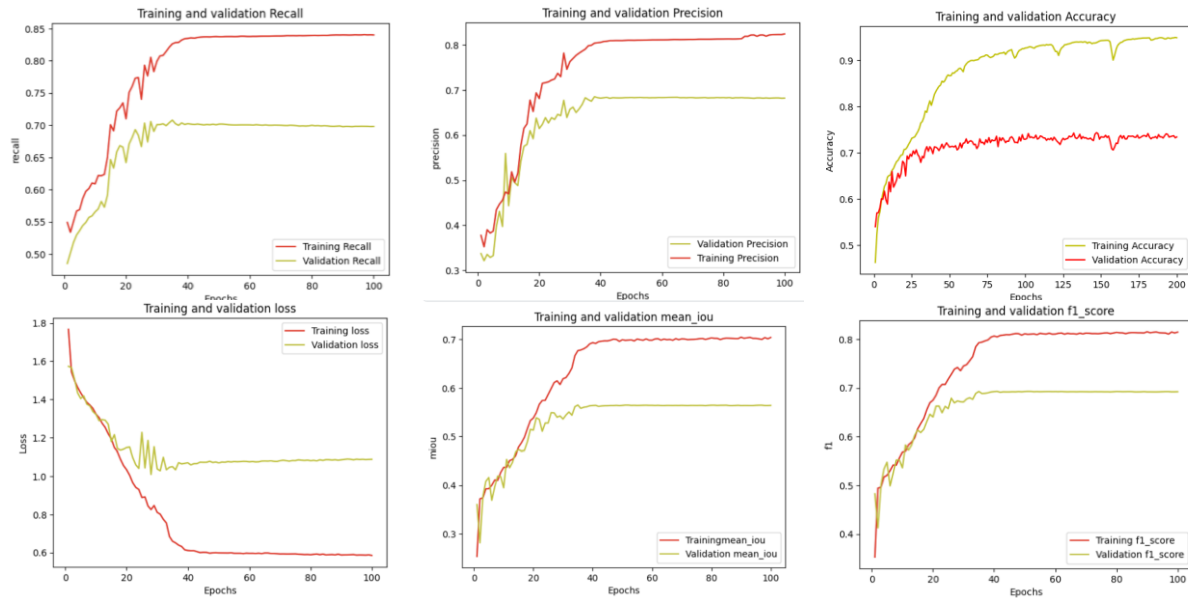 Training and validation Recall
0.85
0.80
0.75
0.70
0.65
0.60
0.55
0.50
recall
0 20 40 60 80 100
Epochs
Training Recall
Validation Recall
Training and validation Precision
0.8
0.7
0.6
0.5
0.4
0.3
precision
0 20 40 60 80 100
Epochs
Validation Precision
Training Precision
Training and validation Accuracy
0.9
0.8
0.7
0.6
0.5
Accuracy
0 25 50 75 100 125 150 175 200
Epochs
Training Accuracy
Validation Accuracy
Training and validation loss
1.8
1.6
1.4
1.2
1.0
0.8
0.6
Loss
0 20 40 60 80 100
Epochs
Training loss
Validation loss
Training and validation mean_iou
0.7
0.6
0.5
0.4
0.3
miou
0 20 40 60 80 100
Epochs
Trainingmean_iou
Validation mean_iou
Training and validation f1_score
0.8
0.7
0.6
0.5
0.4
f1
0 20 40 60 80 100
Epochs
Training f1_score
Validation f1_score